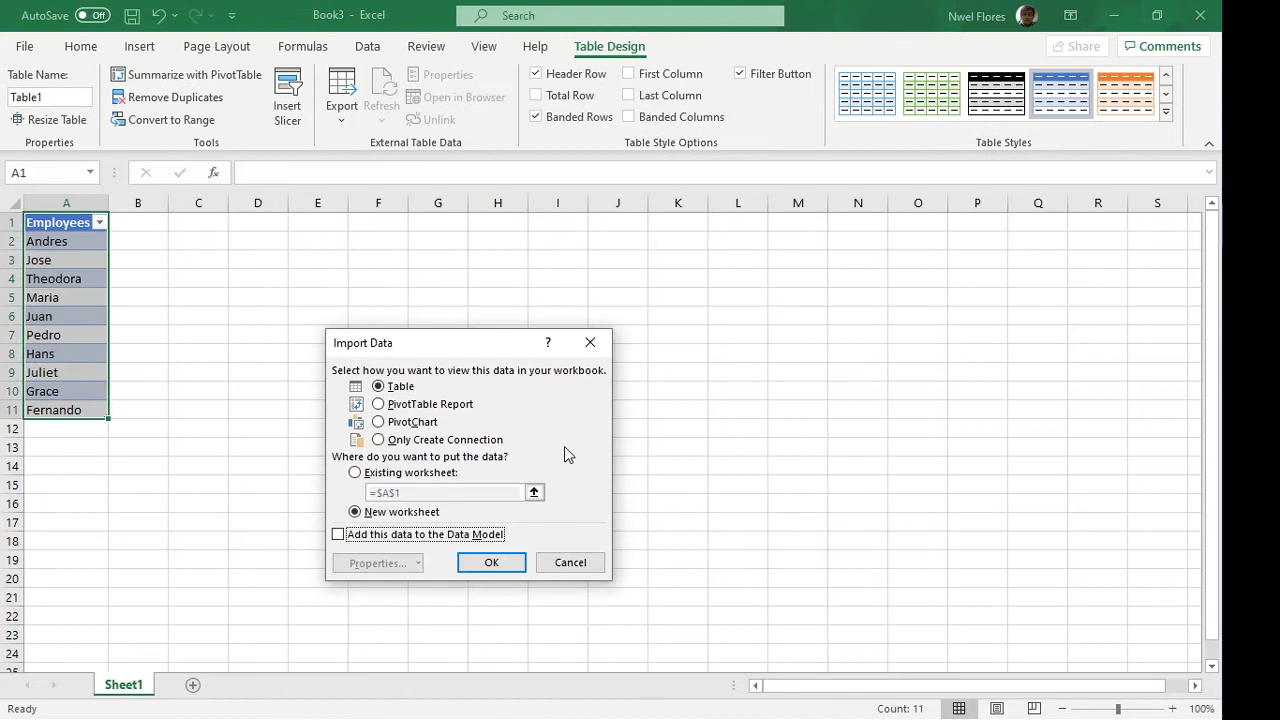 AutoSave Off Book3 - Excel Search Nwel Flores
File Home Insert Page Layout Formulas Data Review View Help Table Design Share Comments
Table Name:
Table1
Resize Table
Properties
Summarize with PivotTable
Remove Duplicates
Convert to Range
Tools
Insert Slicer
Export
Refresh
Properties
Open in Browser
Unlink
External Table Data
Header Row First Column Filter Button
Total Row Last Column
Banded Rows Banded Columns
Table Style Options
Table Styles
A1 fx
A B C D E F G H I J K L M N O P Q R S
1 Employees
2 Andres
3 Jose
4 Theodora
5 Maria
6 Juan
7 Pedro
8 Hans
9 Juliet
10 Grace
11 Fernando
12
13
14
15
16
17
18
19
20
21
22
23
24
25
Import Data ?
Select how you want to view this data in your workbook.
Table
PivotTable Report
PivotChart
Only Create Connection
Where do you want to put the data?
Existing worksheet:
=$A$1
New worksheet
Add this data to the Data Model
Properties... OK Cancel
Sheet1
Ready Count: 11 100%